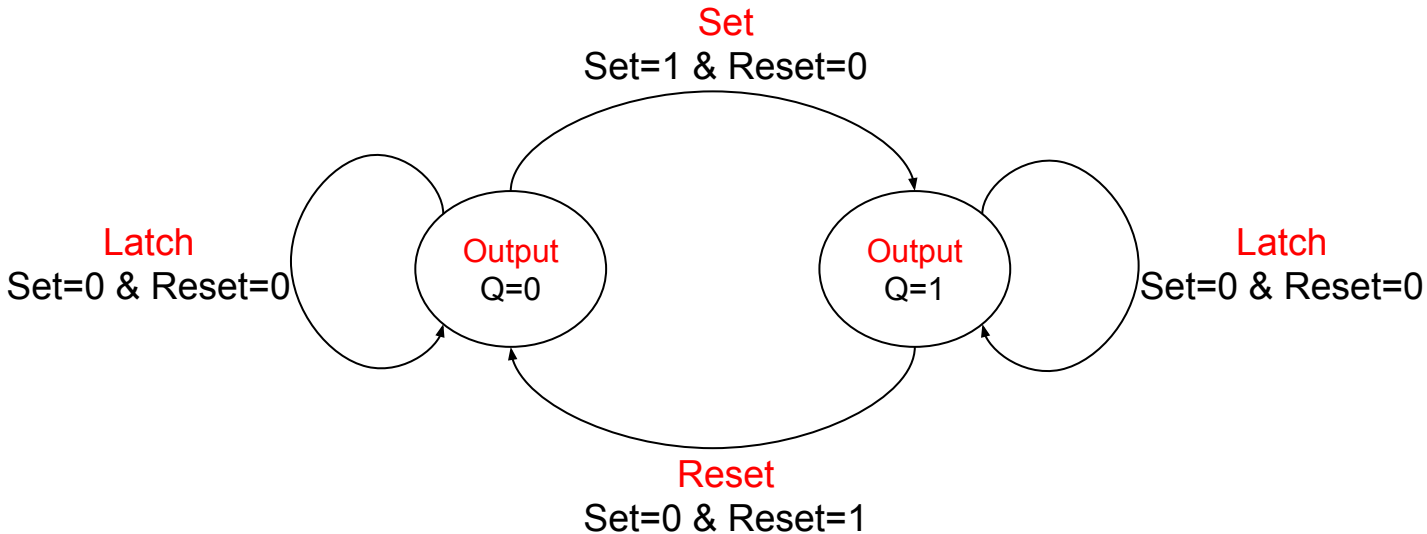 Set
Set=1 & Reset=0
Latch
Set=0 & Reset=0
Output
Q=0
Output
Q=1
Latch
Set=0 & Reset=0
Reset
Set=0 & Reset=1